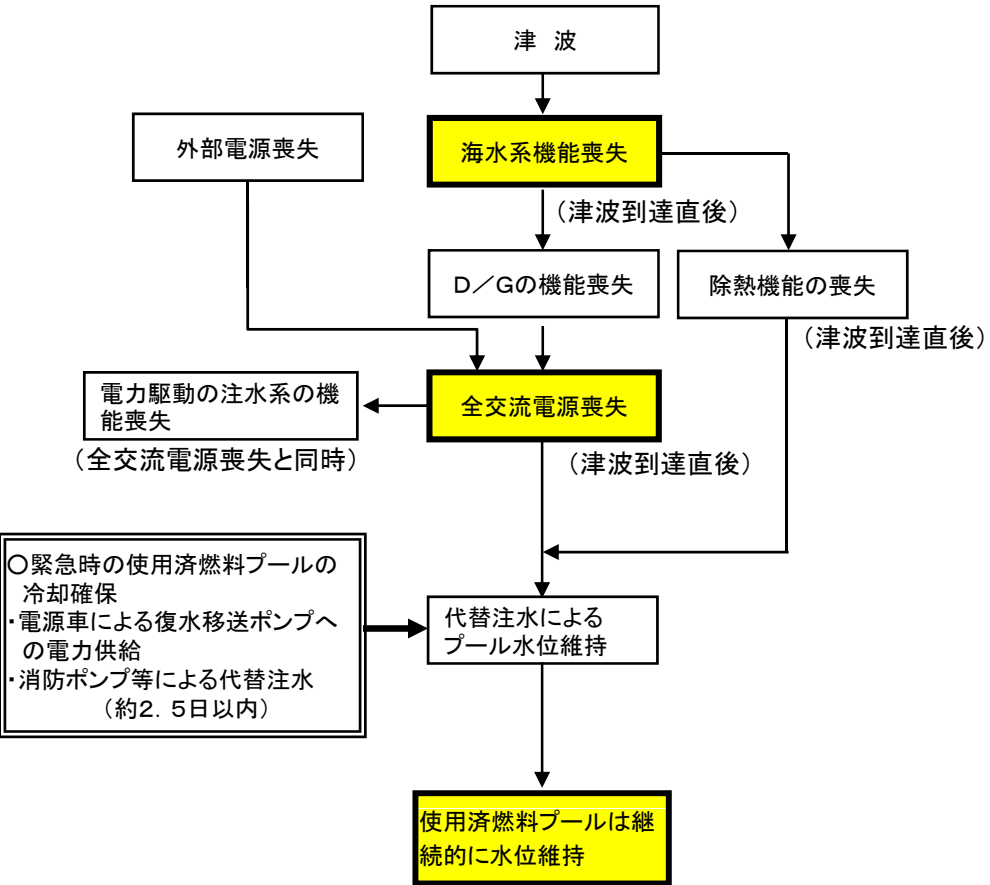 津 波
外部電源喪失
海水系機能喪失
（津波到達直後）
D／Gの機能喪失
除熱機能の喪失
（津波到達直後）
電力駆動の注水系の機
能喪失
（全交流電源喪失と同時）
全交流電源喪失
（津波到達直後）
○緊急時の使用済燃料プールの
冷却確保
・電源車による復水移送ポンプへ
の電力供給
・消防ポンプ等による代替注水
（約2．5日以内）
代替注水による
プール水位維持
使用済燃料プールは継
続的に水位維持